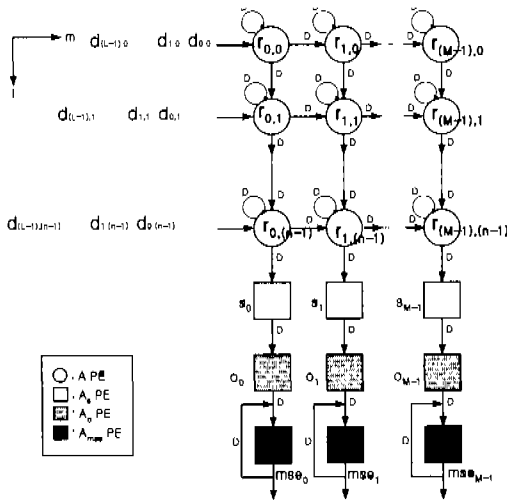 D D D
m d(L-1),0 d1,0 d0,0 r0,0 D r1,0 D D r(M-1),0
l
D D D
D D D
d(L-1),1 d1,1 d0,1 r0,1 D r1,1 D D r(M-1),1
D D D
D D D
D D D
d(L-1),(n-1) d1,(n-1) d0,(n-1) r0,(n-1) D r1,(n-1) D D r(M-1),(n-1)
D D D
s0 s1 sM-1
D D D
o0 o1 oM-1
A PE
As PE
Ao PE
Amse PE
D D D
D D D
mse0 mse1 mseM-1